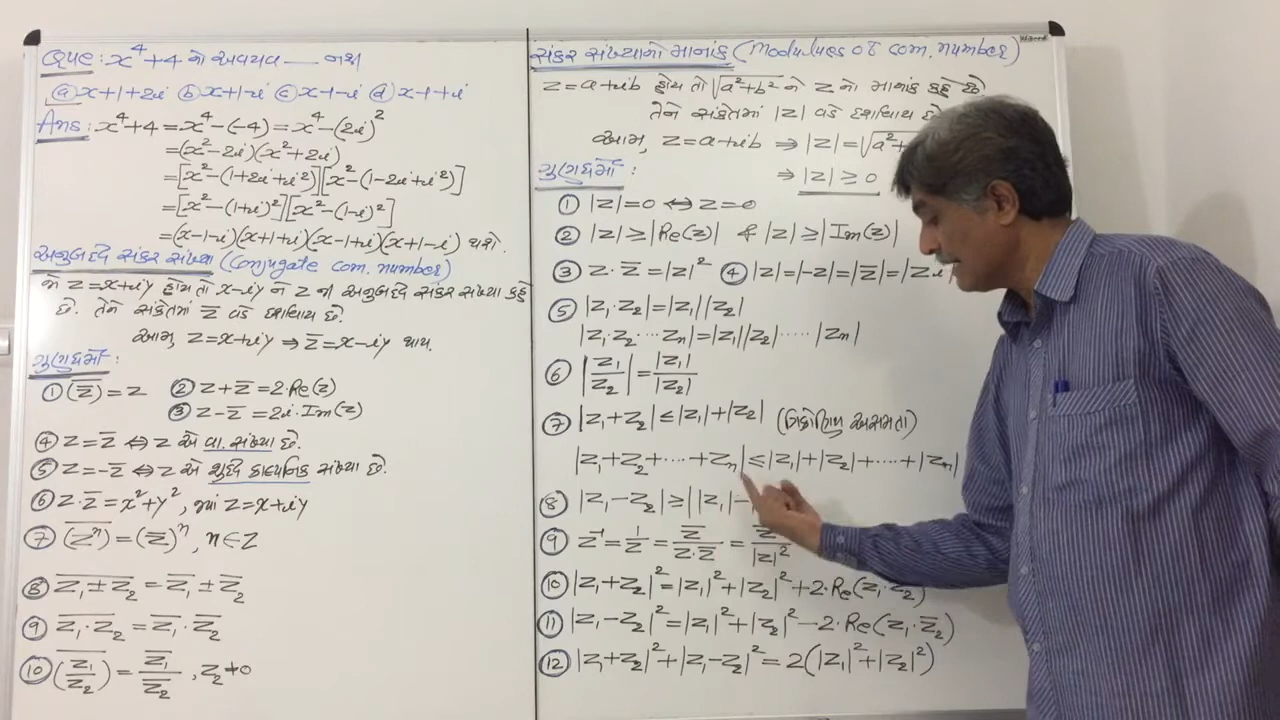 Que: x⁴+4 નો અવયવ ___ નથી
(a) x+1+2i (b) x+1-i (c) x-1-i (d) x-1+i
Ans: x⁴+4 = x⁴-(-4) = x⁴-(2i)²
= (x²-2i)(x²+2i)
= [x²-(1+2i+i²)][x²-(1-2i+i²)]
= [x²-(1+i)²][x²-(1-i)²]
= (x-1-i)(x+1+i)(x-1+i)(x+1-i) થશે.
અનુબદ્ધ સંકર સંખ્યા (Conjugate com. number)
જો z=x+iy હોય તો x-iy ને z ની અનુબદ્ધ સંકર સંખ્યા કહે
છે. તેને સંકેતમાં z̅ વડે દર્શાવાય છે.
આમ, z=x+iy ⇒ z̅=x-iy થાય.
ગુણધર્મો:
① (z̅)‾ = z ② z+z̅ = 2·Re(z)
③ z-z̅ = 2i·Im(z)
④ z=z̅ ⇔ z એ વા. સંખ્યા છે.
⑤ z=-z̅ ⇔ z એ શુદ્ધ કાલ્પનિક સંખ્યા છે.
⑥ z·z̅ = x²+y², જ્યાં z=x+iy
⑦ (zⁿ)‾ = (z̅)ⁿ, n∈Z
⑧ (z₁±z₂)‾ = z̅₁ ± z̅₂
⑨ (z₁·z₂)‾ = z̅₁·z̅₂
⑩ (z₁/z₂)‾ = z̅₁/z̅₂, z₂≠0
સંકર સંખ્યાનો માનાંક (Modulues of com. number)
z=a+ib હોય તો √(a²+b²) ને z નો માનાંક કહે છે.
તેને સંકેતમાં |z| વડે દર્શાવાય છે
આમ, z=a+ib ⇒ |z|=√(a²+
⇒ |z| ≥ 0
ગુણધર્મો:
① |z|=0 ⇔ z=0
② |z| ≥ |Re(z)| & |z| ≥ |Im(z)|
③ z·z̅ = |z|² ④ |z|=|-z|=|z̅|=|zi
⑤ |z₁·z₂| = |z₁||z₂|
|z₁·z₂···zₙ| = |z₁||z₂|·····|zₙ|
⑥ |z₁/z₂| = |z₁|/|z₂|
⑦ |z₁+z₂| ≤ |z₁|+|z₂| (ત્રિકોણિય અસમતા)
|z₁+z₂+····+zₙ| ≤ |z₁|+|z₂|+····+|zₙ|
⑧ |z₁-z₂| ≥ ||z₁|-
⑨ z⁻¹ = 1/z = z̅/(z·z̅) = z̅/|z|²
⑩ |z₁+z₂|² = |z₁|²+|z₂|²+2·Re(z₁·z̅₂)
⑪ |z₁-z₂|² = |z₁|²+|z₂|²-2·Re(z₁·z̅₂)
⑫ |z₁+z₂|²+|z₁-z₂|² = 2(|z₁|²+|z₂|²)